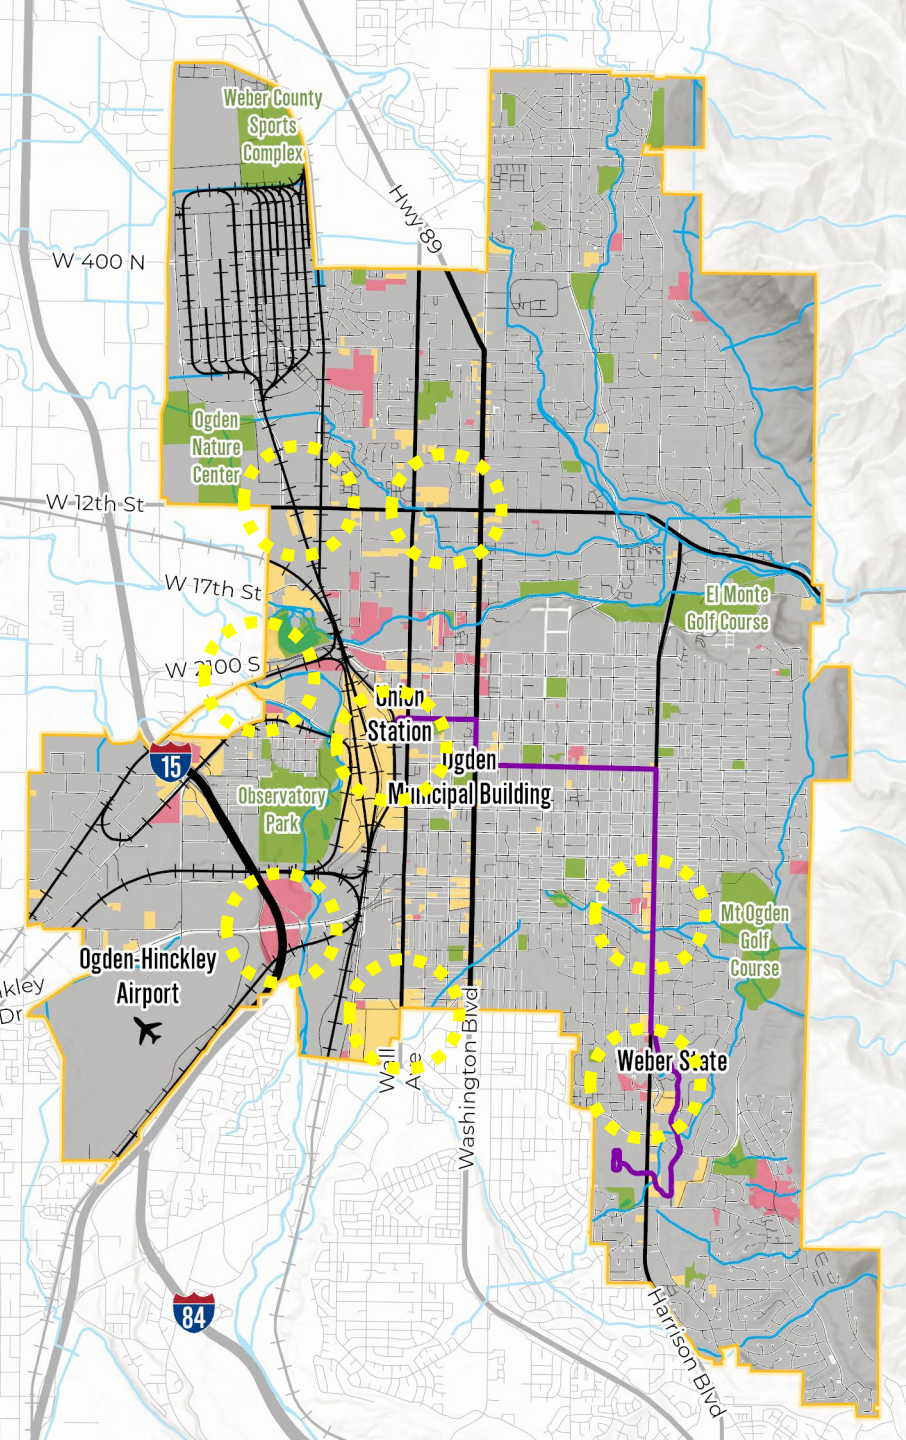 Weber County
Sports
Complex
Hwy 89
W 400 N
Ogden
Nature
Center
W 12th St
W 17th St
El Monte
Golf Course
W 2100 S
Union
Station
15
Ogden
Municipal Building
Observatory
Park
Mt Ogden
Golf
Course
Ogden-Hinckley
Airport
Dr
Wall
Ave
Washington Blvd
Weber State
84
Harrison Blvd